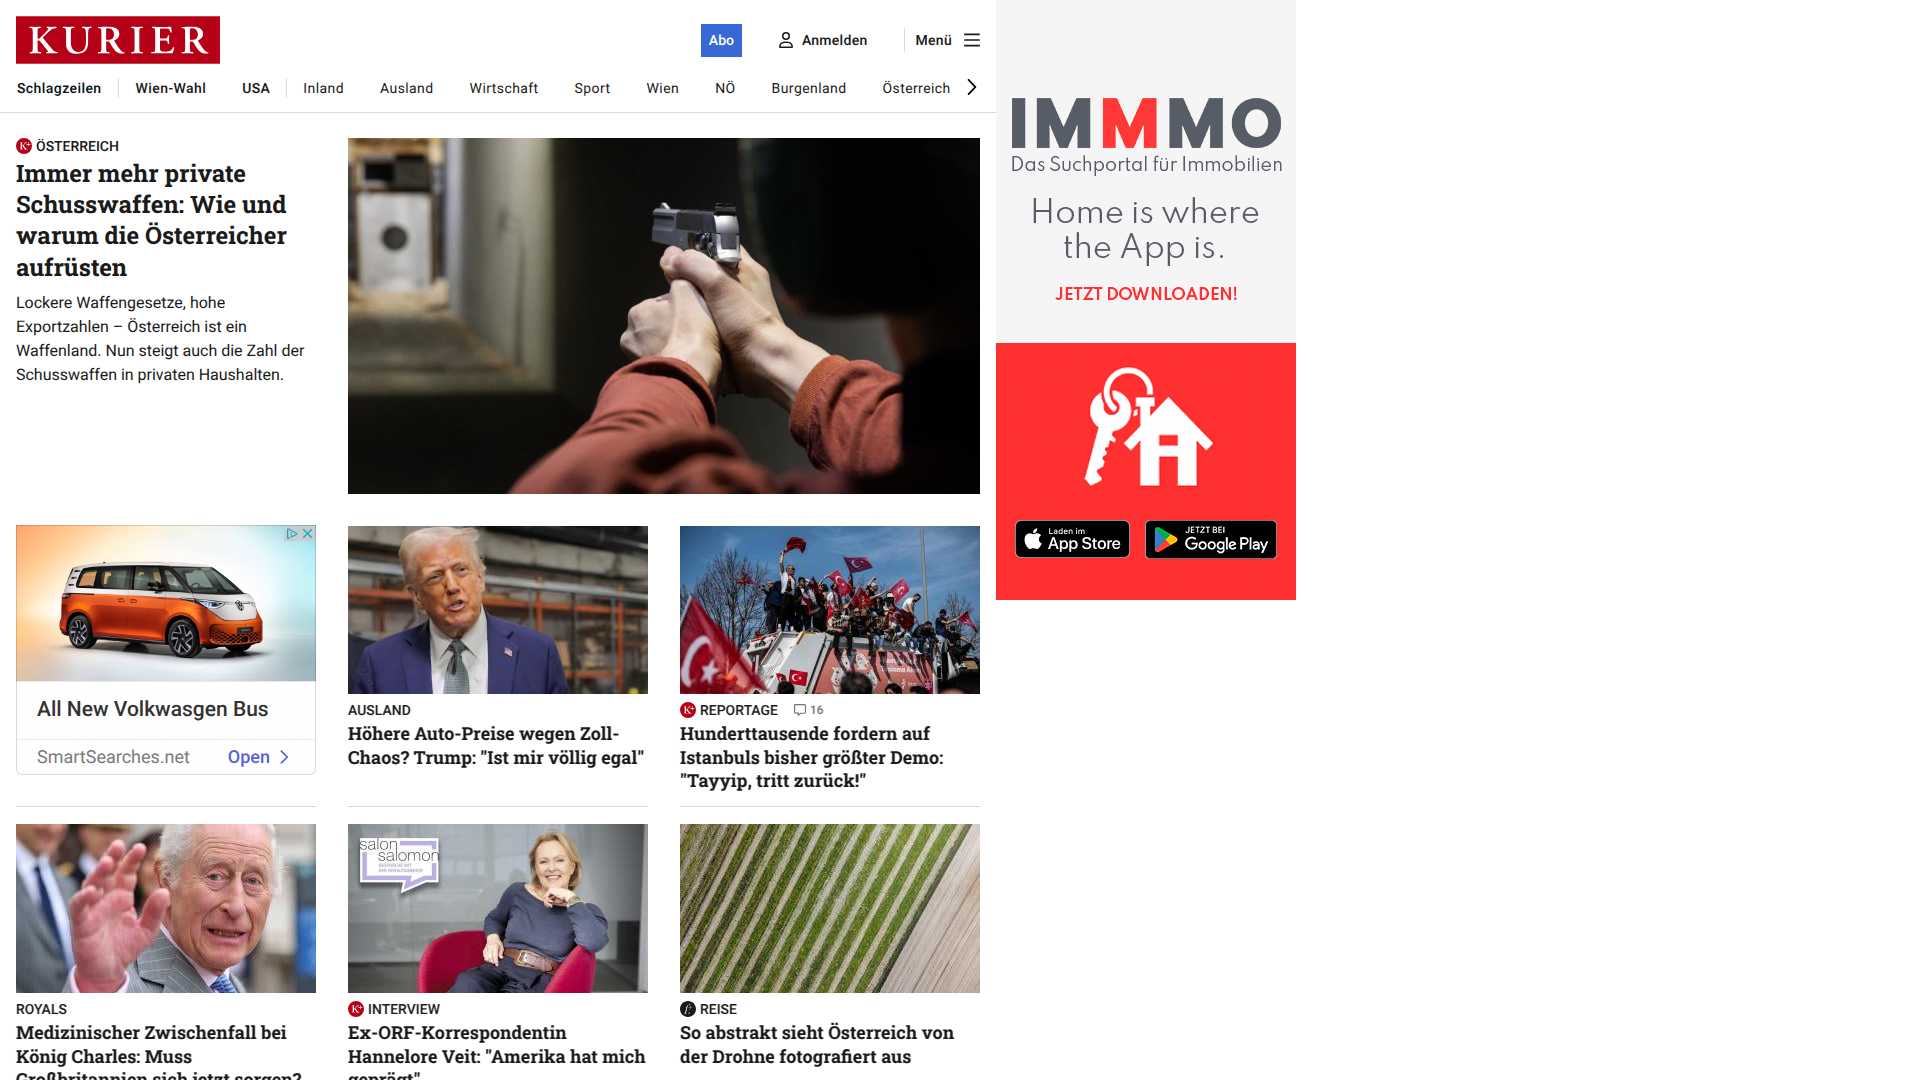 KURIER
Abo
Anmelden
Menü
Schlagzeilen
Wien-Wahl
USA
Inland
Ausland
Wirtschaft
Sport
Wien
NÖ
Burgenland
Österreich
ÖSTERREICH
Immer mehr private
Schusswaffen: Wie und
warum die Österreicher
aufrüsten
Lockere Waffengesetze, hohe
Exportzahlen – Österreich ist ein
Waffenland. Nun steigt auch die Zahl der
Schusswaffen in privaten Haushalten.
IMMMO
Das Suchportal für Immobilien
Home is where
the App is.
JETZT DOWNLOADEN!
Laden im
App Store
JETZT BEI
Google Play
All New Volkwasgen Bus
SmartSearches.net
Open
AUSLAND
Höhere Auto-Preise wegen Zoll-
Chaos? Trump: "Ist mir völlig egal"
REPORTAGE
16
Hunderttausende fordern auf
Istanbuls bisher größter Demo:
"Tayyip, tritt zurück!"
ROYALS
Medizinischer Zwischenfall bei
König Charles: Muss
Großbritannien sich jetzt sorgen?
salon
salomon
INTERVIEW
Ex-ORF-Korrespondentin
Hannelore Veit: "Amerika hat mich
geprägt"
REISE
So abstrakt sieht Österreich von
der Drohne fotografiert aus